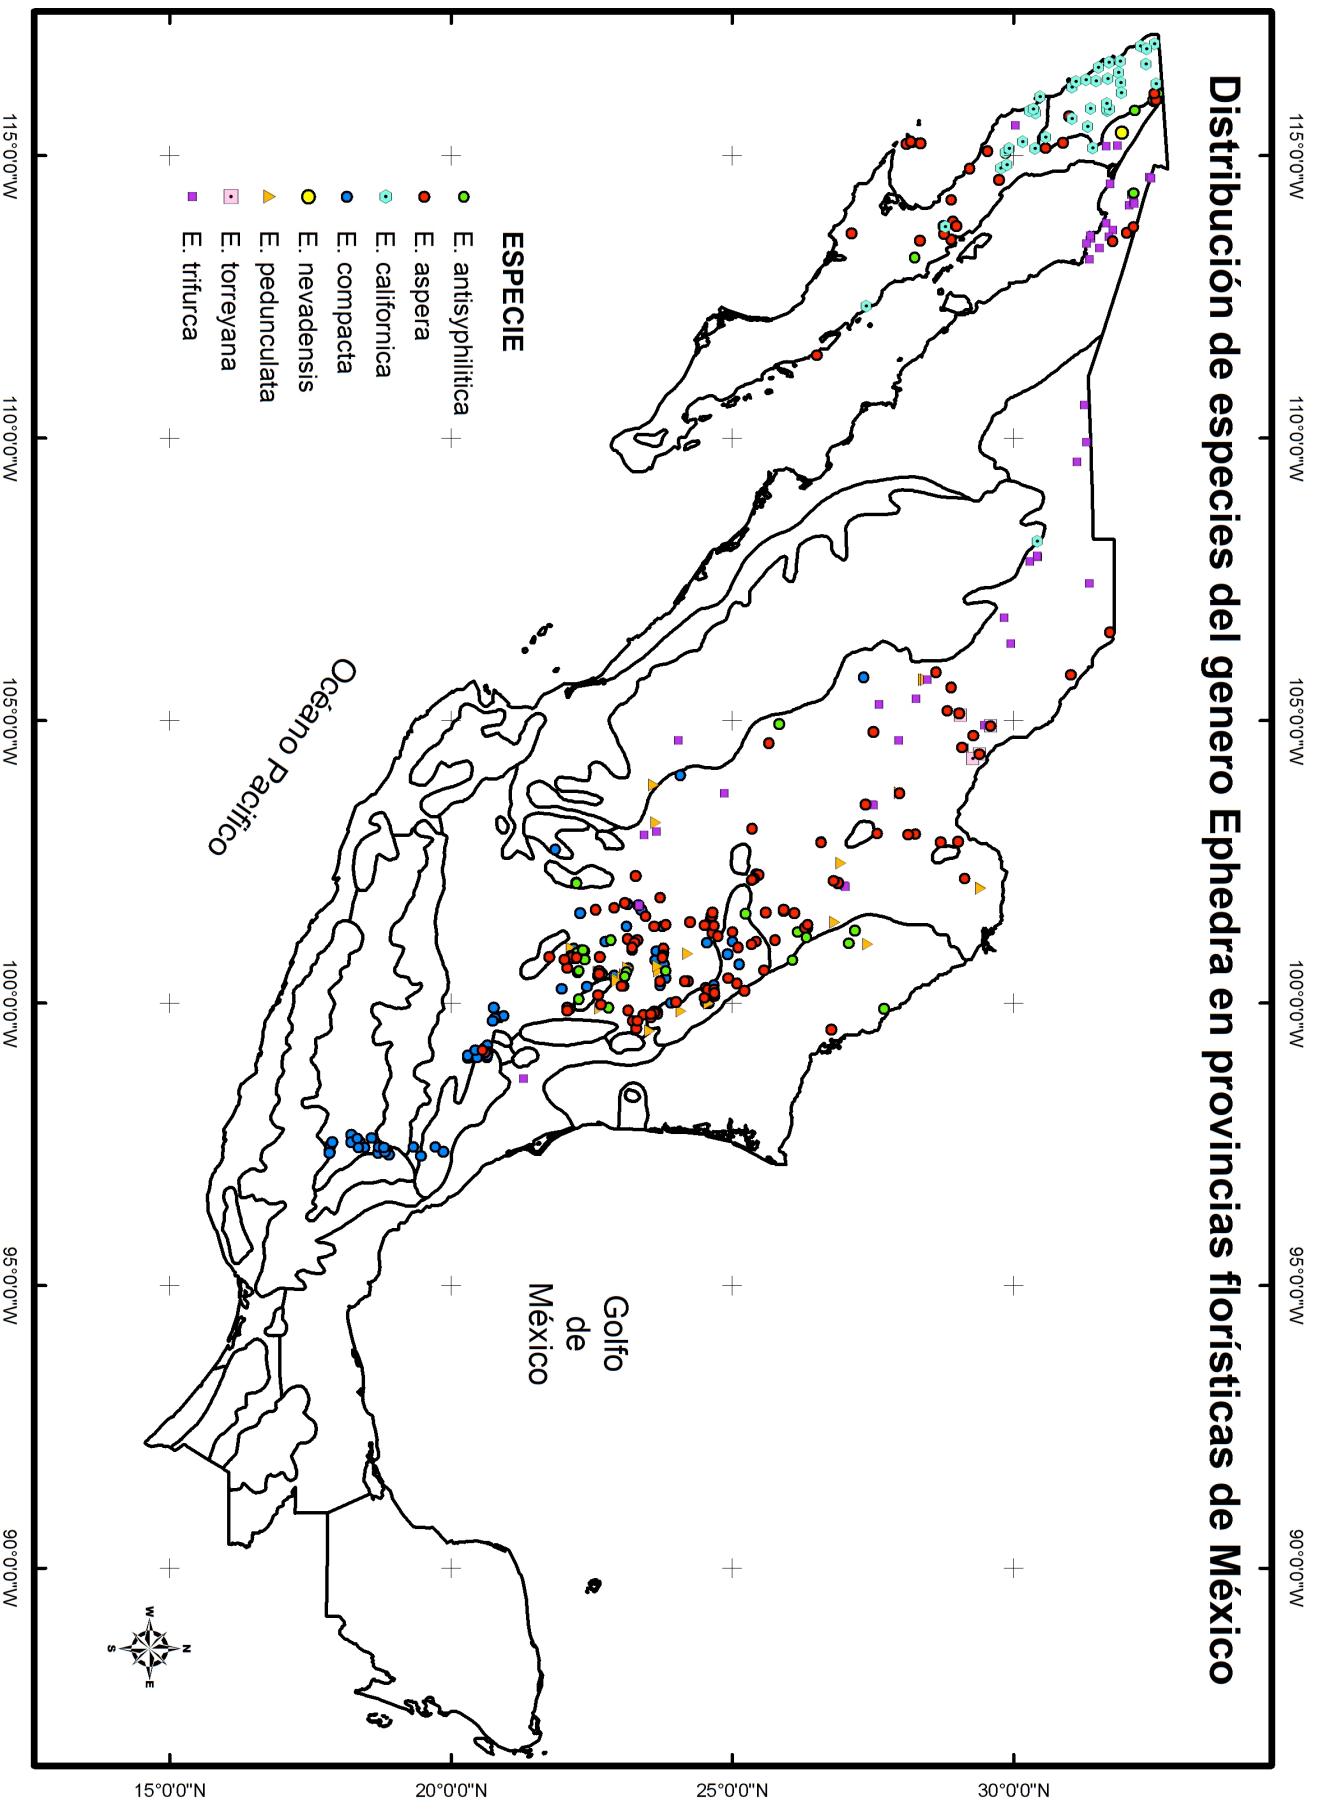 Distribución de especies del genero Ephedra en provincias florísticas de México
115°0'0"W
110°0'0"W
105°0'0"W
100°0'0"W
95°0'0"W
90°0'0"W
30°0'0"N
25°0'0"N
20°0'0"N
15°0'0"N
Golfo
de
México
Océano Pacífico
ESPECIE
E. antisyphilitica
E. aspera
E. californica
E. compacta
E. nevadensis
E. pedunculata
E. torreyana
E. trifurca
N
W
E
S
115°0'0"W
110°0'0"W
105°0'0"W
100°0'0"W
95°0'0"W
90°0'0"W